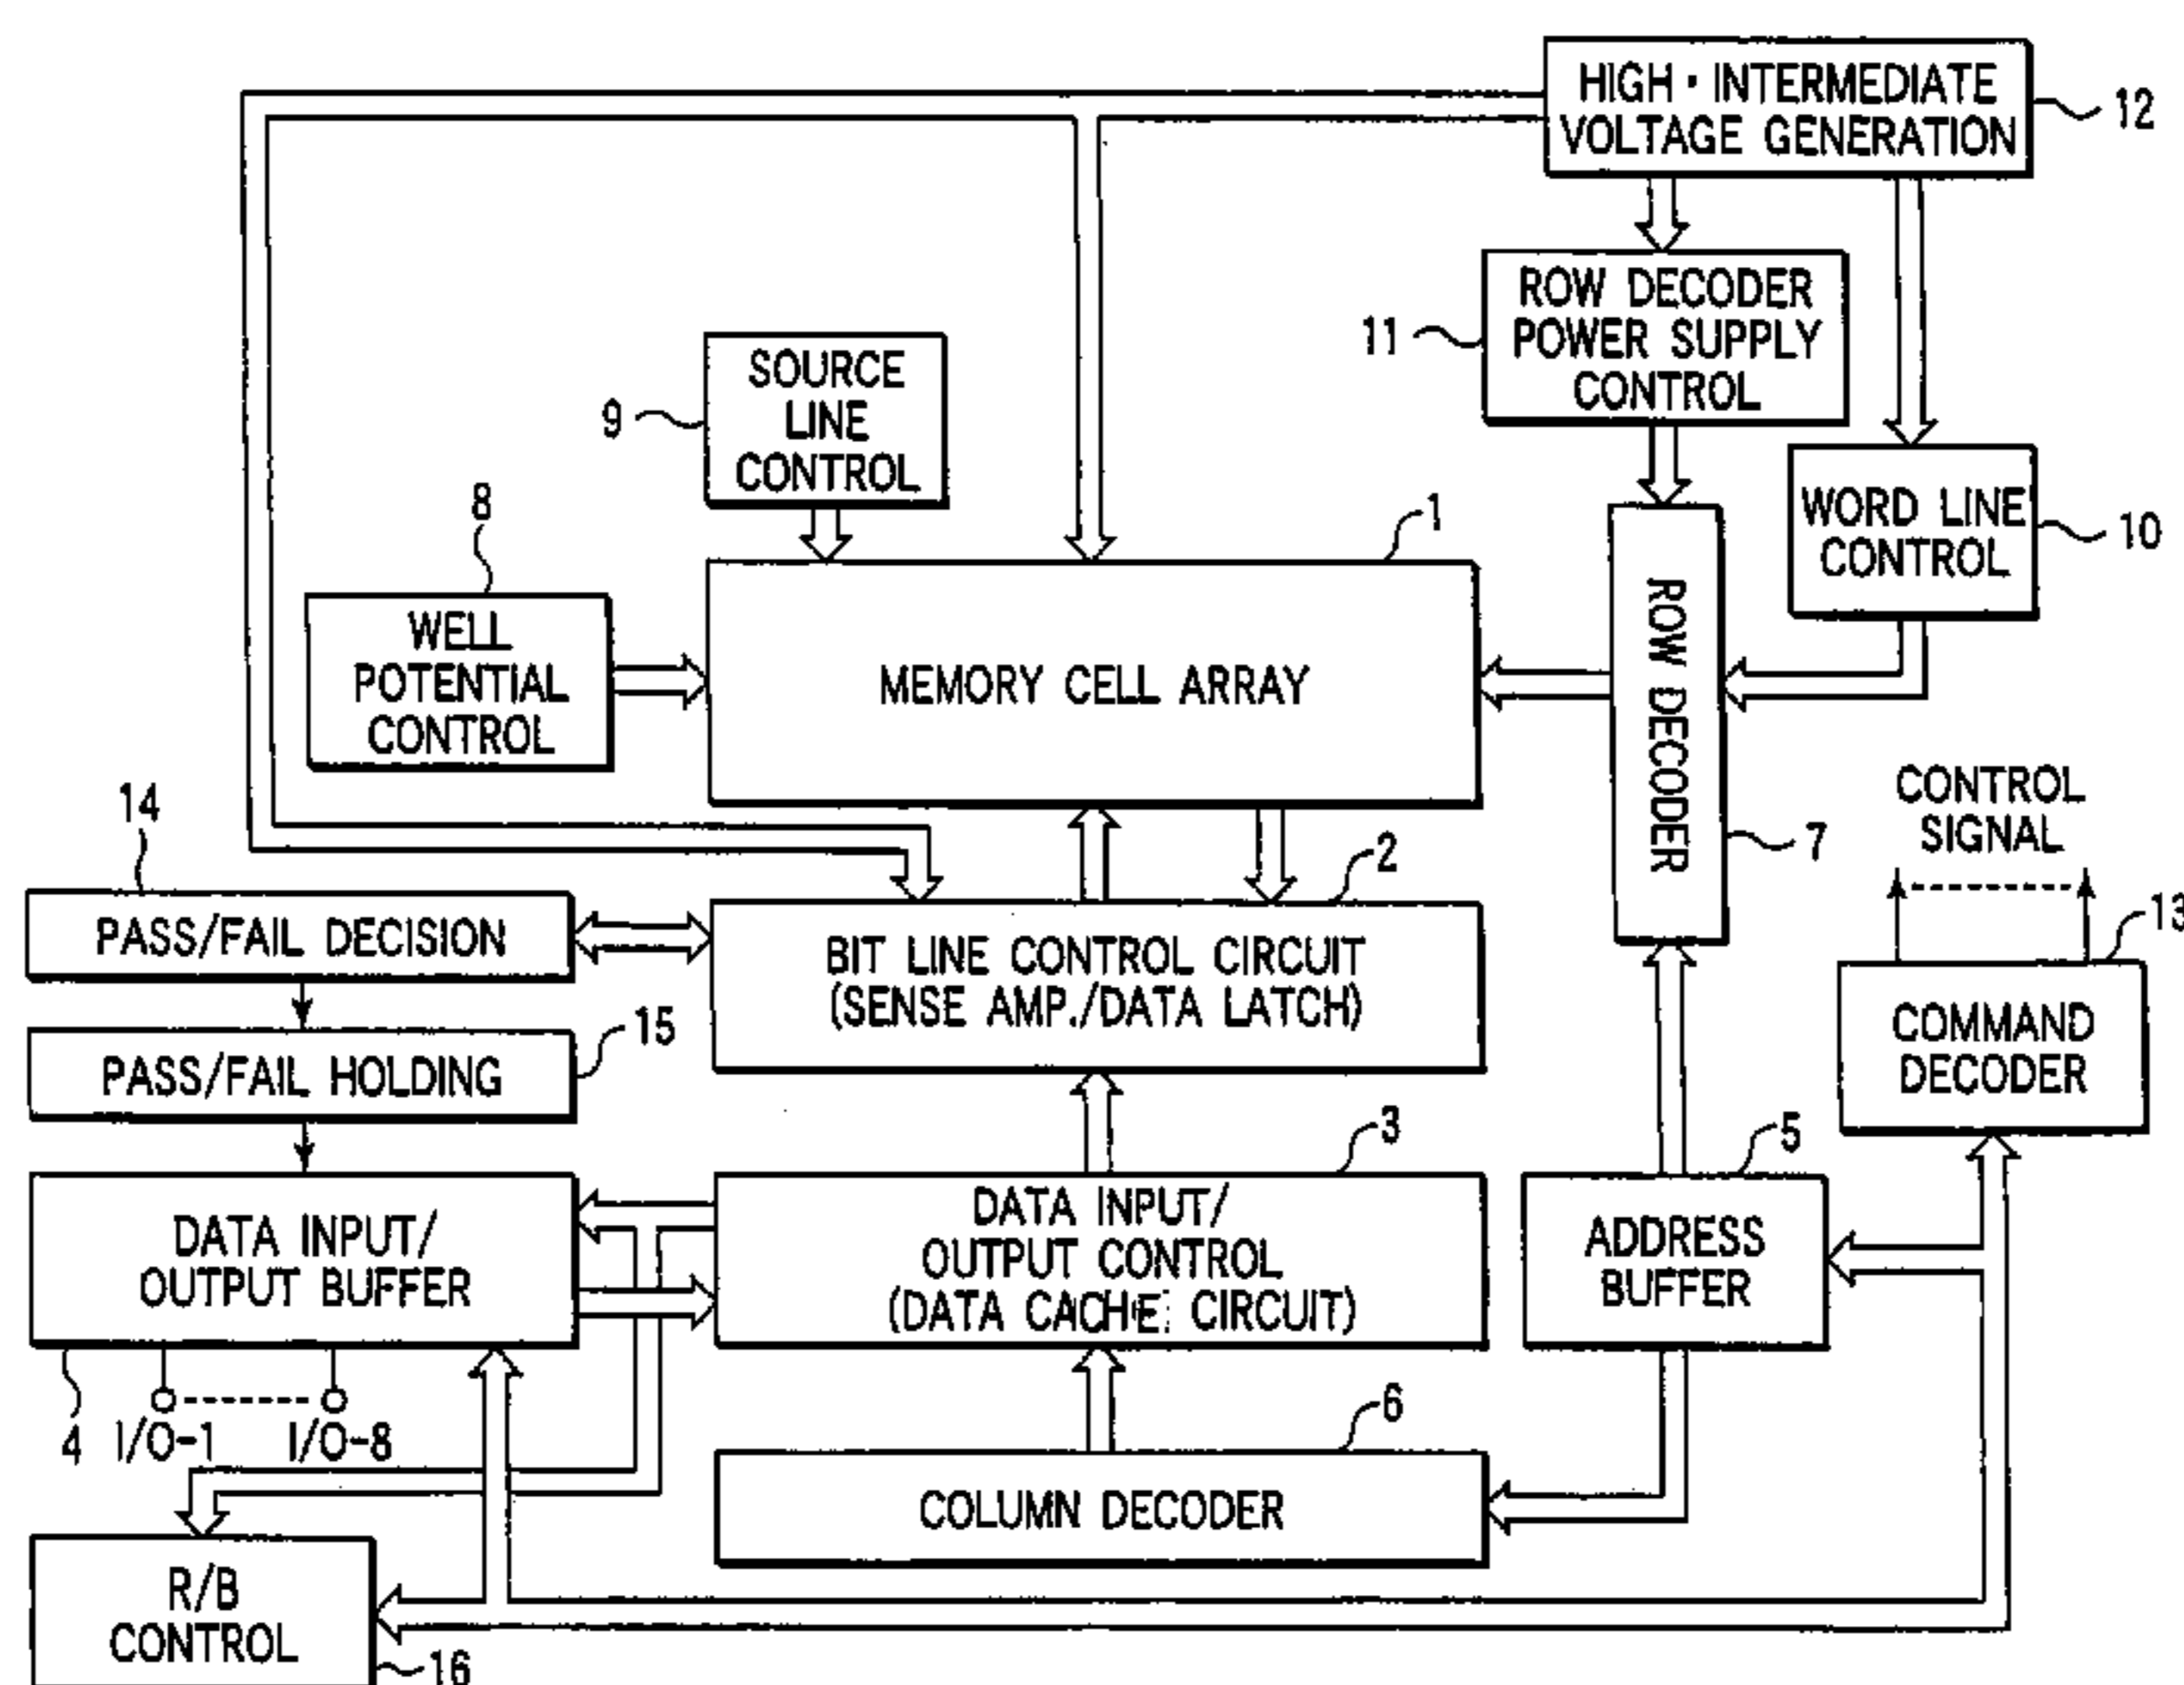 HIGH・INTERMEDIATE
VOLTAGE GENERATION
12
ROW DECODER
POWER SUPPLY
CONTROL
11
SOURCE
LINE
CONTROL
9
WORD LINE
CONTROL
10
8
WELL
POTENTIAL
CONTROL
1
MEMORY CELL ARRAY
ROW DECODER
7
CONTROL
SIGNAL
14
PASS/FAIL DECISION
2
BIT LINE CONTROL CIRCUIT
(SENSE AMP./DATA LATCH)
13
COMMAND
DECODER
PASS/FAIL HOLDING
15
3
DATA INPUT/
OUTPUT CONTROL
(DATA CACHE CIRCUIT)
5
ADDRESS
BUFFER
DATA INPUT/
OUTPUT BUFFER
4
I/O-1
I/O-8
6
COLUMN DECODER
R/B
CONTROL
16